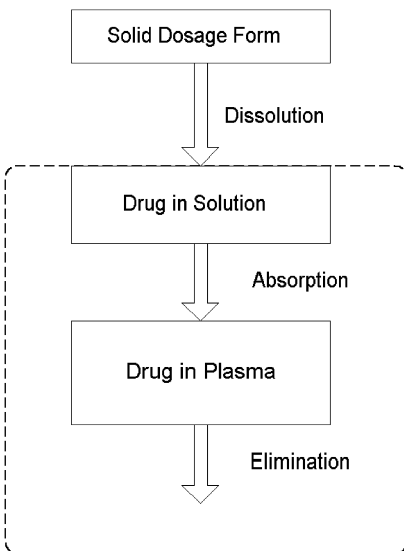 Solid Dosage Form
Dissolution
Drug in Solution
Absorption
Drug in Plasma
Elimination